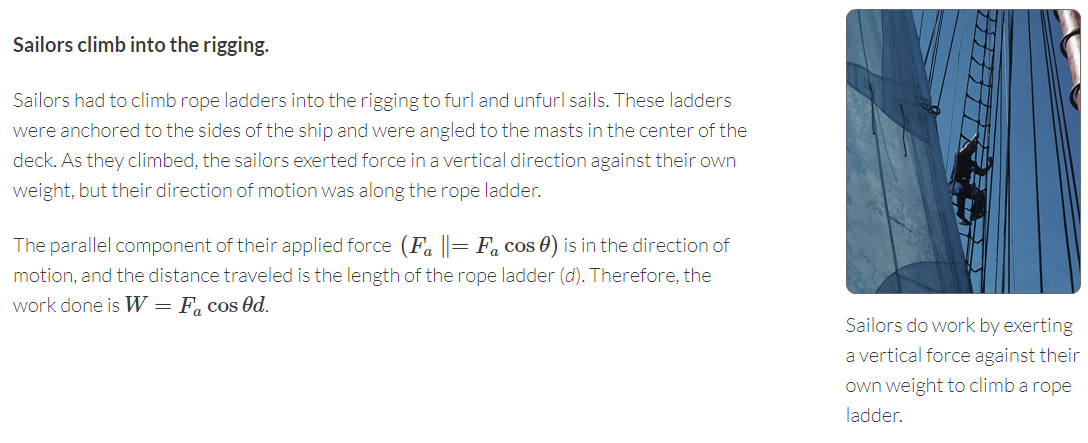 Sailors climb into the rigging.
Sailors had to climb rope ladders into the rigging to furl and unfurl sails. These ladders
were anchored to the sides of the ship and were angled to the masts in the center of the
deck. As they climbed, the sailors exerted force in a vertical direction against their own
weight, but their direction of motion was along the rope ladder.
The parallel component of their applied force (Fₐ ||= Fₐ cos θ) is in the direction of
motion, and the distance traveled is the length of the rope ladder (d). Therefore, the
work done is W = Fₐ cos θd.
Sailors do work by exerting
a vertical force against their
own weight to climb a rope
ladder.